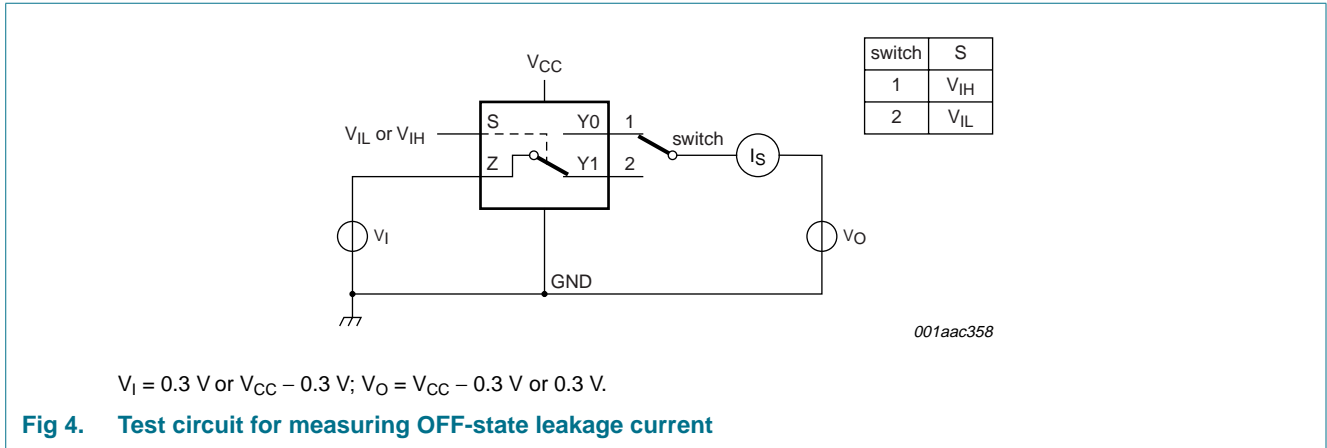 switch S
1 VIH
2 VIL
VCC
VIL or VIH
S Y0 1
switch
IS
Z Y1 2
VI
VO
GND
001aac358
VI = 0.3 V or VCC − 0.3 V; VO = VCC − 0.3 V or 0.3 V.
Fig 4. Test circuit for measuring OFF-state leakage current